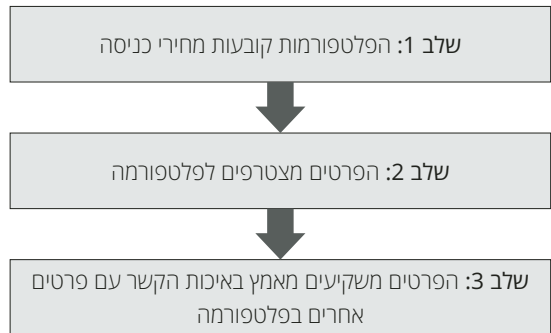 שלב 1: הפלטפורמות קובעות מחירי כניסה
שלב 2: הפרטים מצטרפים לפלטפורמה
שלב 3: הפרטים משקיעים מאמץ באיכות הקשר עם פרטים
אחרים בפלטפורמה